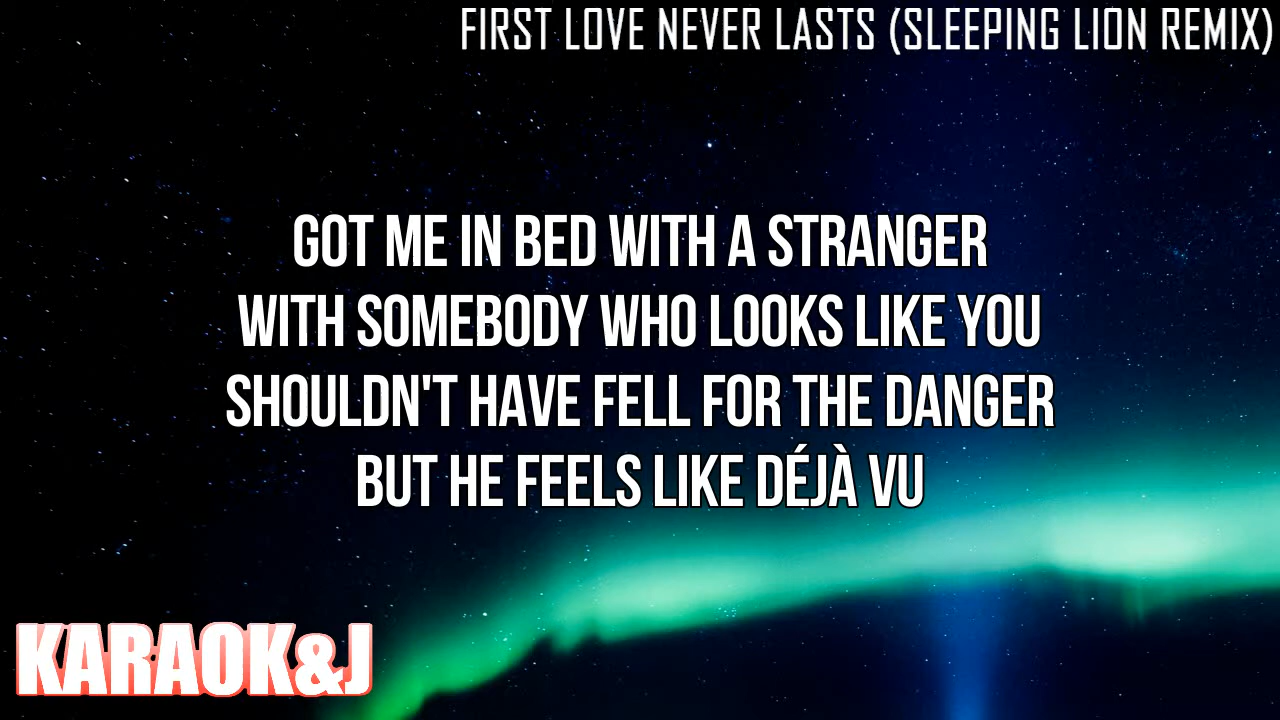 FIRST LOVE NEVER LASTS (SLEEPING LION REMIX)
GOT ME IN BED WITH A STRANGER
WITH SOMEBODY WHO LOOKS LIKE YOU
SHOULDN'T HAVE FELL FOR THE DANGER
BUT HE FEELS LIKE DÉJÀ VU
KARAOK&J